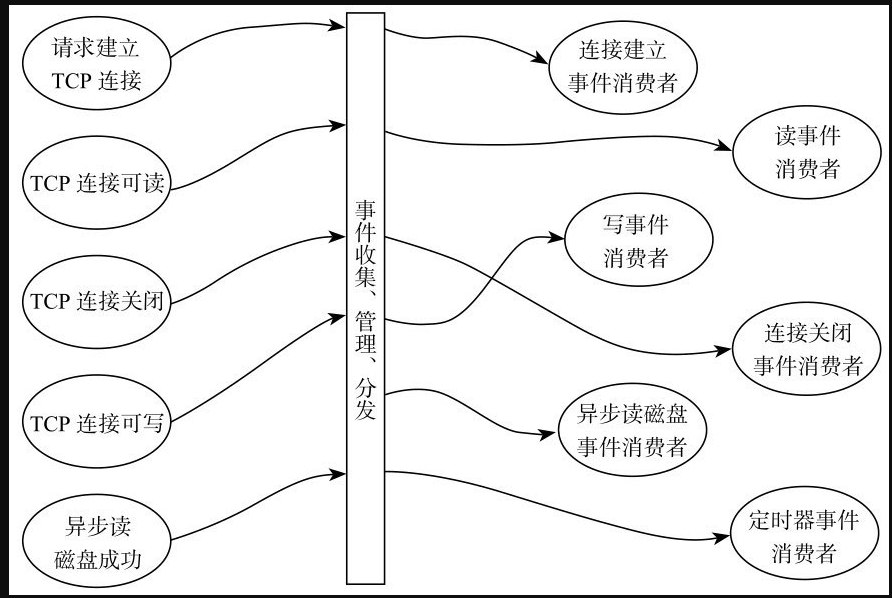 请求建立
TCP 连接
TCP 连接可读
TCP 连接关闭
TCP 连接可写
异步读
磁盘成功
事件收集、管理、分发
连接建立
事件消费者
读事件
消费者
写事件
消费者
连接关闭
事件消费者
异步读磁盘
事件消费者
定时器事件
消费者